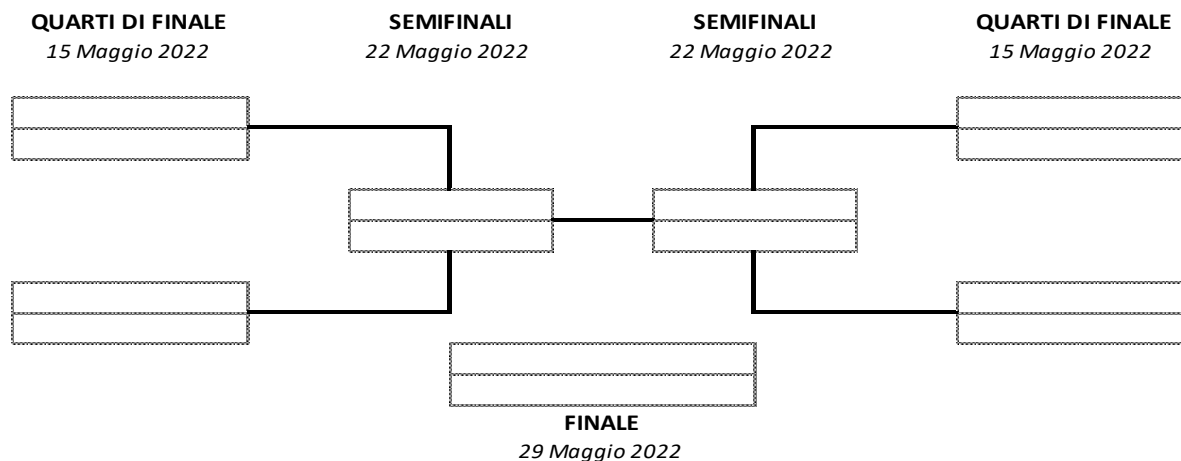 QUARTI DI FINALE
15 Maggio 2022
SEMIFINALI
22 Maggio 2022
SEMIFINALI
22 Maggio 2022
QUARTI DI FINALE
15 Maggio 2022
FINALE
29 Maggio 2022